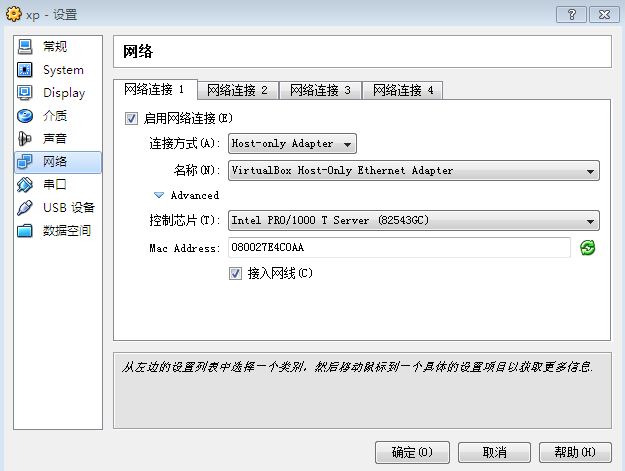 xp - 设置
常规
System
Display
介质
声音
网络
串口
USB 设备
数据空间
网络
网络连接 1
网络连接 2
网络连接 3
网络连接 4
启用网络连接(E)
连接方式(A): Host-only Adapter
名称(N): VirtualBox Host-Only Ethernet Adapter
Advanced
控制芯片(T): Intel PRO/1000 T Server (82543GC)
Mac Address: 080027E4C0AA
接入网线(C)
从左边的设置列表中选择一个类别，然后移动鼠标到一个具体的设置项目以获取更多信息.
确定(O)
取消
帮助(H)